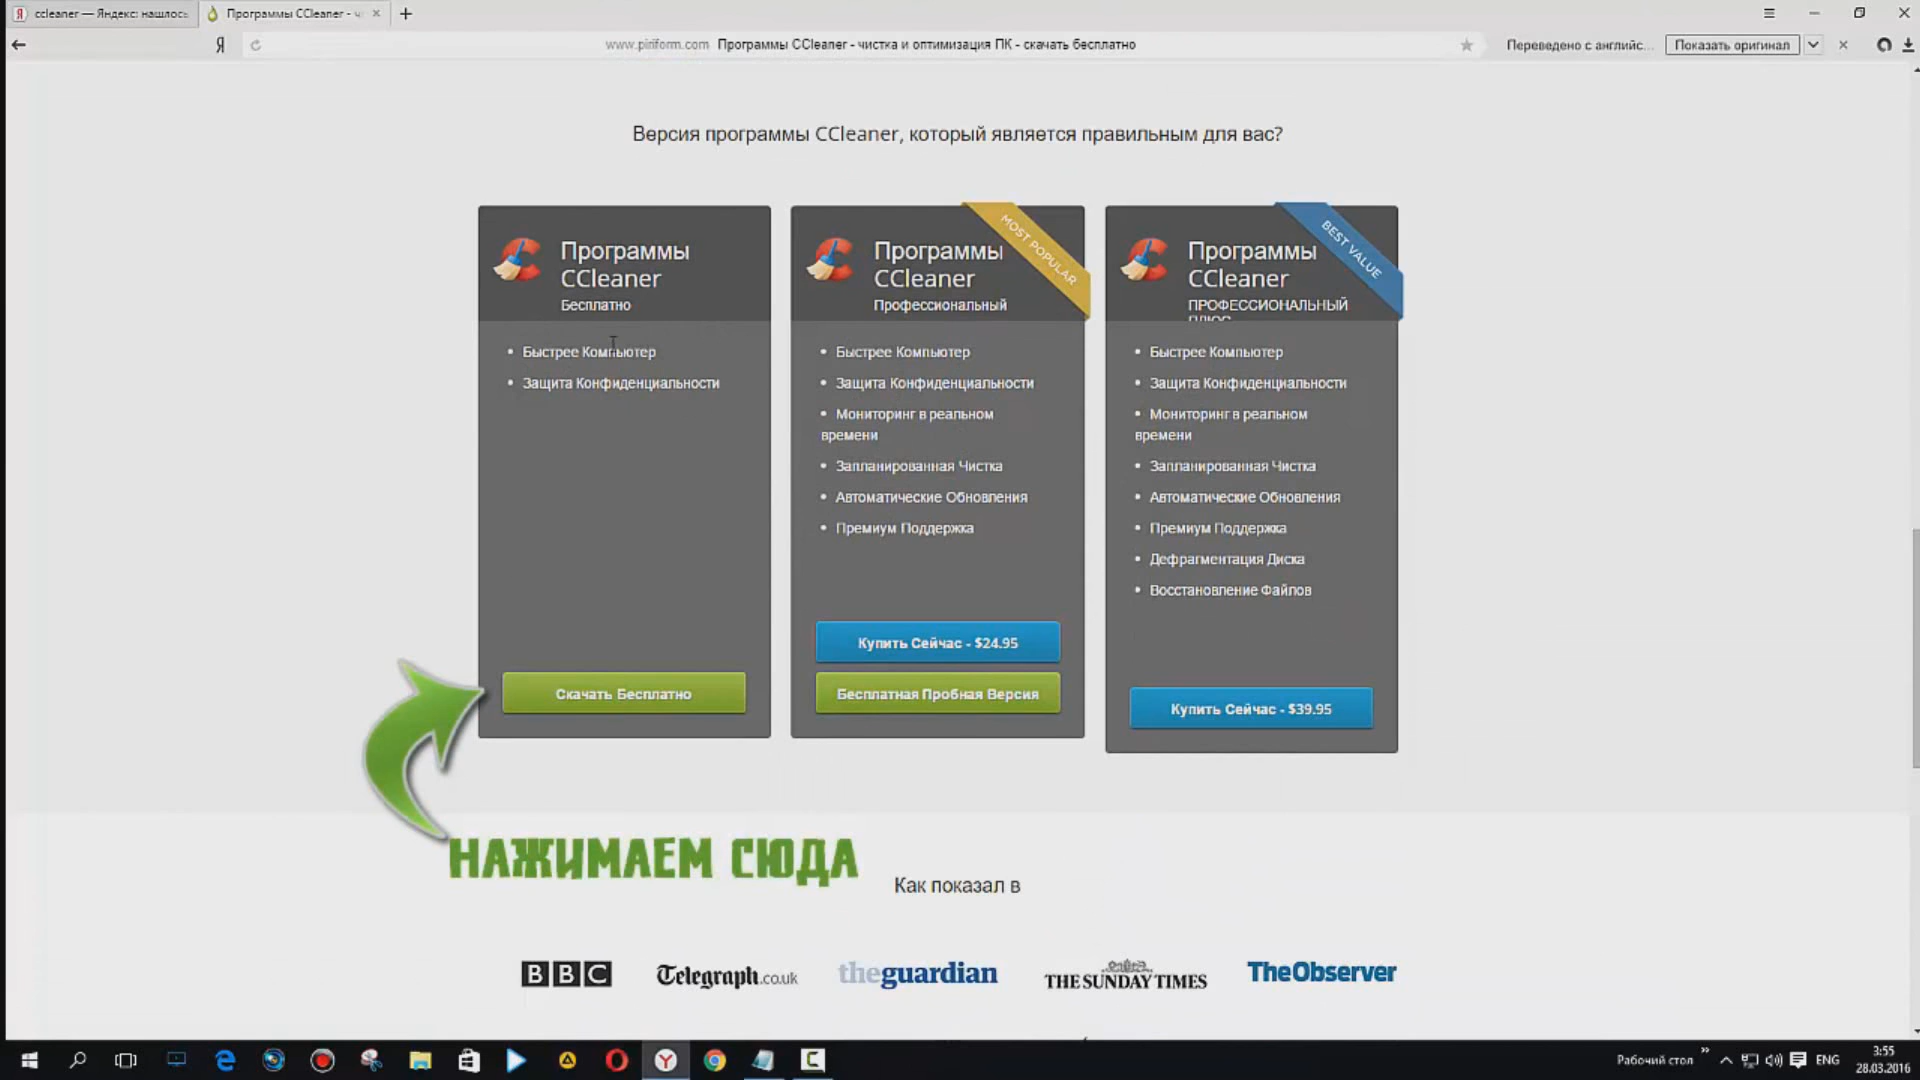 ccleaner — Яндекс: нашлось
Программы CCleaner - ч
Я
www.piriform.com Программы CCleaner - чистка и оптимизация ПК - скачать бесплатно
Переведено с английс...
Показать оригинал
Версия программы CCleaner, который является правильным для вас?
Программы
CCleaner
Бесплатно
• Быстрее Компьютер
• Защита Конфиденциальности
Скачать Бесплатно
MOST POPULAR
Программы
CCleaner
Профессиональный
• Быстрее Компьютер
• Защита Конфиденциальности
• Мониторинг в реальном
времени
• Запланированная Чистка
• Автоматические Обновления
• Премиум Поддержка
Купить Сейчас - $24.95
Бесплатная Пробная Версия
BEST VALUE
Программы
CCleaner
ПРОФЕССИОНАЛЬНЫЙ
ПЛЮС
• Быстрее Компьютер
• Защита Конфиденциальности
• Мониторинг в реальном
времени
• Запланированная Чистка
• Автоматические Обновления
• Премиум Поддержка
• Дефрагментация Диска
• Восстановление Файлов
Купить Сейчас - $39.95
НАЖИМАЕМ СЮДА
Как показал в
BBC
Telegraph.co.uk
theguardian
THE SUNDAY TIMES
TheObserver
Рабочий стол
ENG
3:55
28.03.2016